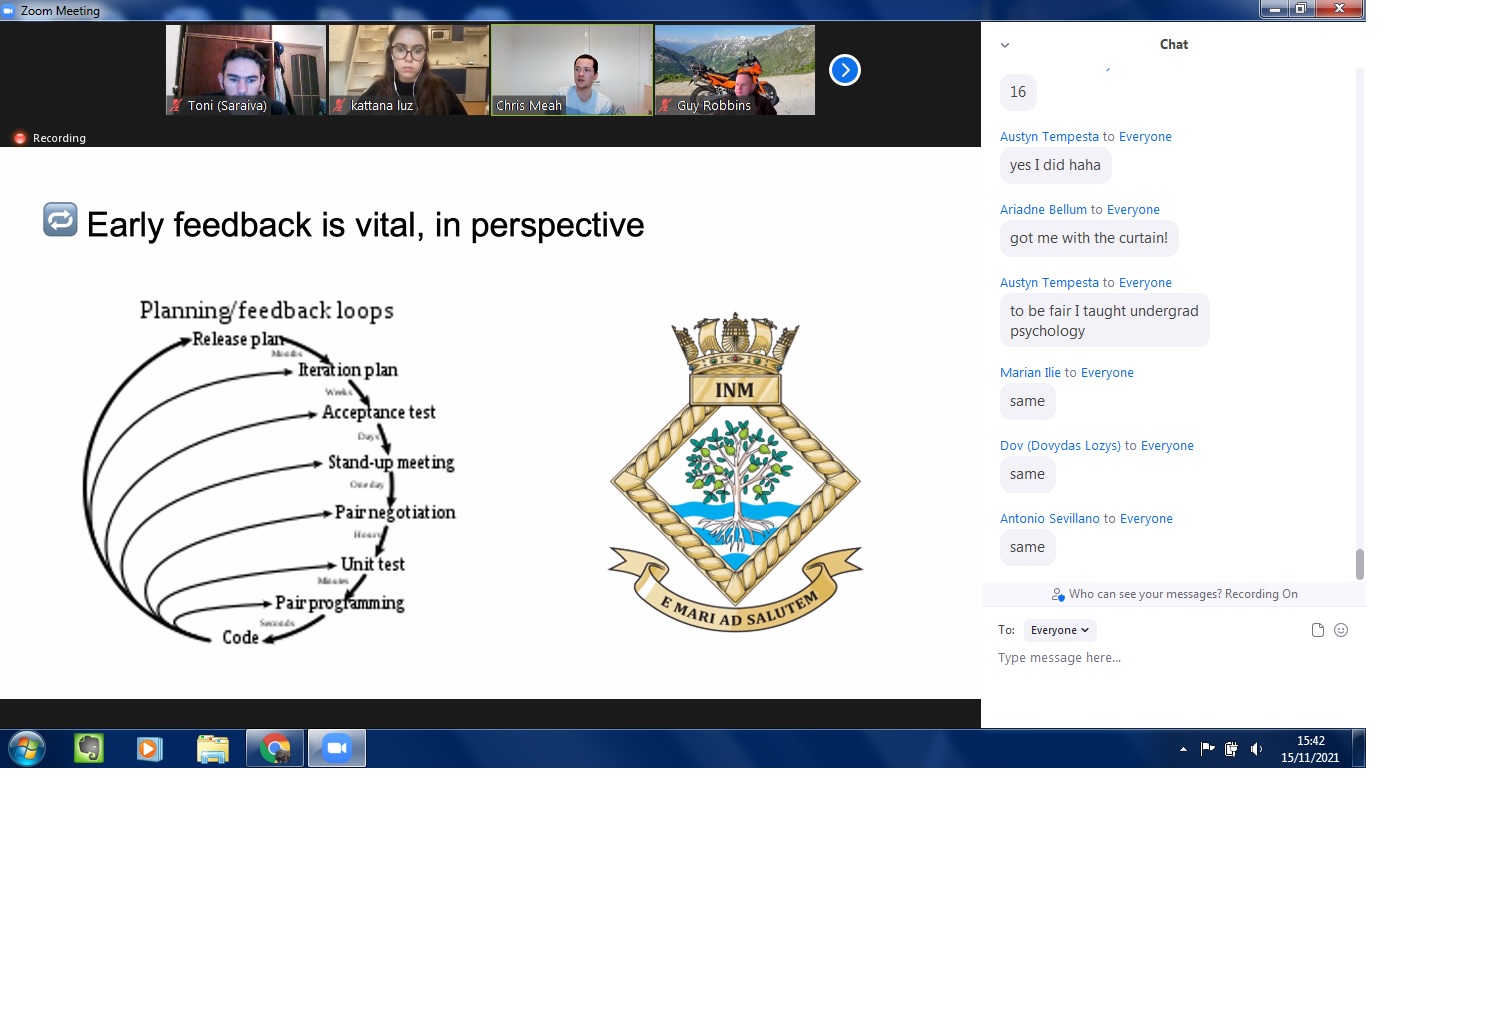 Zoom Meeting
Toni (Saraiva)
kattana luz
Chris Meah
Guy Robbins
Recording
Early feedback is vital, in perspective
Planning/feedback loops
Release plan
Months
Iteration plan
Weeks
Acceptance test
Days
Stand-up meeting
One day
Pair negotiation
Hours
Unit test
Minutes
Pair programming
Seconds
Code
INM
E MARI AD SALUTEM
Chat
16
Austyn Tempesta to Everyone
yes I did haha
Ariadne Bellum to Everyone
got me with the curtain!
Austyn Tempesta to Everyone
to be fair I taught undergrad
psychology
Marian Ilie to Everyone
same
Dov (Dovydas Lozys) to Everyone
same
Antonio Sevillano to Everyone
same
Who can see your messages? Recording On
To: Everyone
Type message here...
15:42
15/11/2021